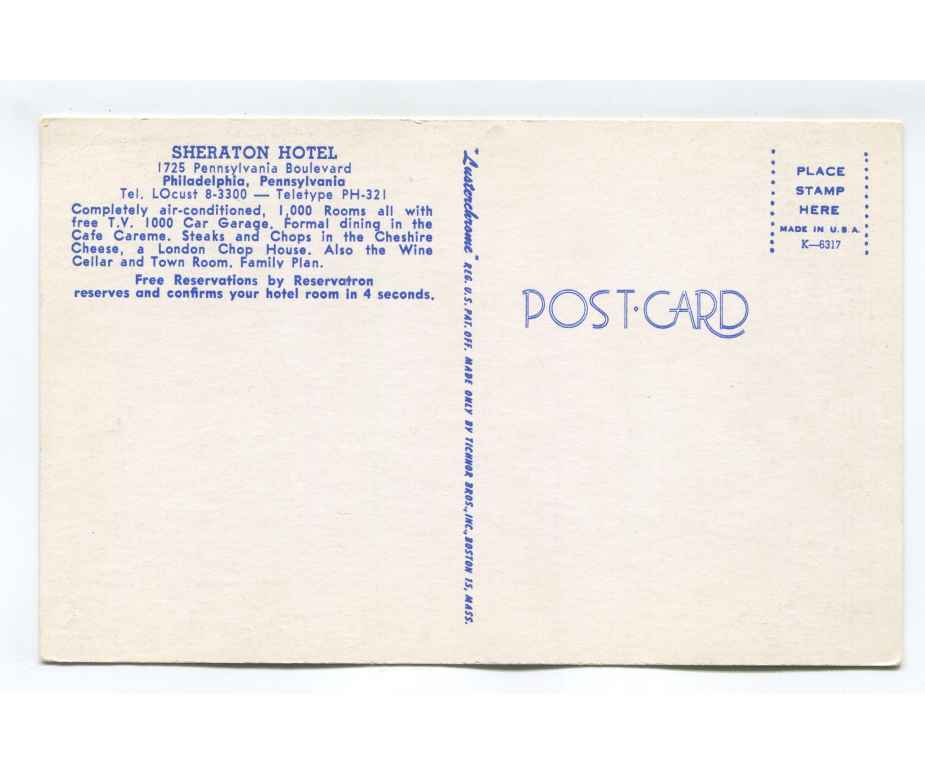 SHERATON HOTEL
1725 Pennsylvania Boulevard
Philadelphia, Pennsylvania
Tel. LOcust 8-3300 — Teletype PH-321
Completely air-conditioned, 1,000 Rooms all with
free T.V. 1000 Car Garage. Formal dining in the
Cafe Careme. Steaks and Chops in the Cheshire
Cheese, a London Chop House. Also the Wine
Cellar and Town Room. Family Plan.
Free Reservations by Reservatron
reserves and confirms your hotel room in 4 seconds.
"Lusterchrome" REG. U.S. PAT. OFF. MADE ONLY BY TICHNOR BROS., INC., BOSTON 15, MASS.
PLACE
STAMP
HERE
MADE IN U.S.A.
K—6317
POST·CARD